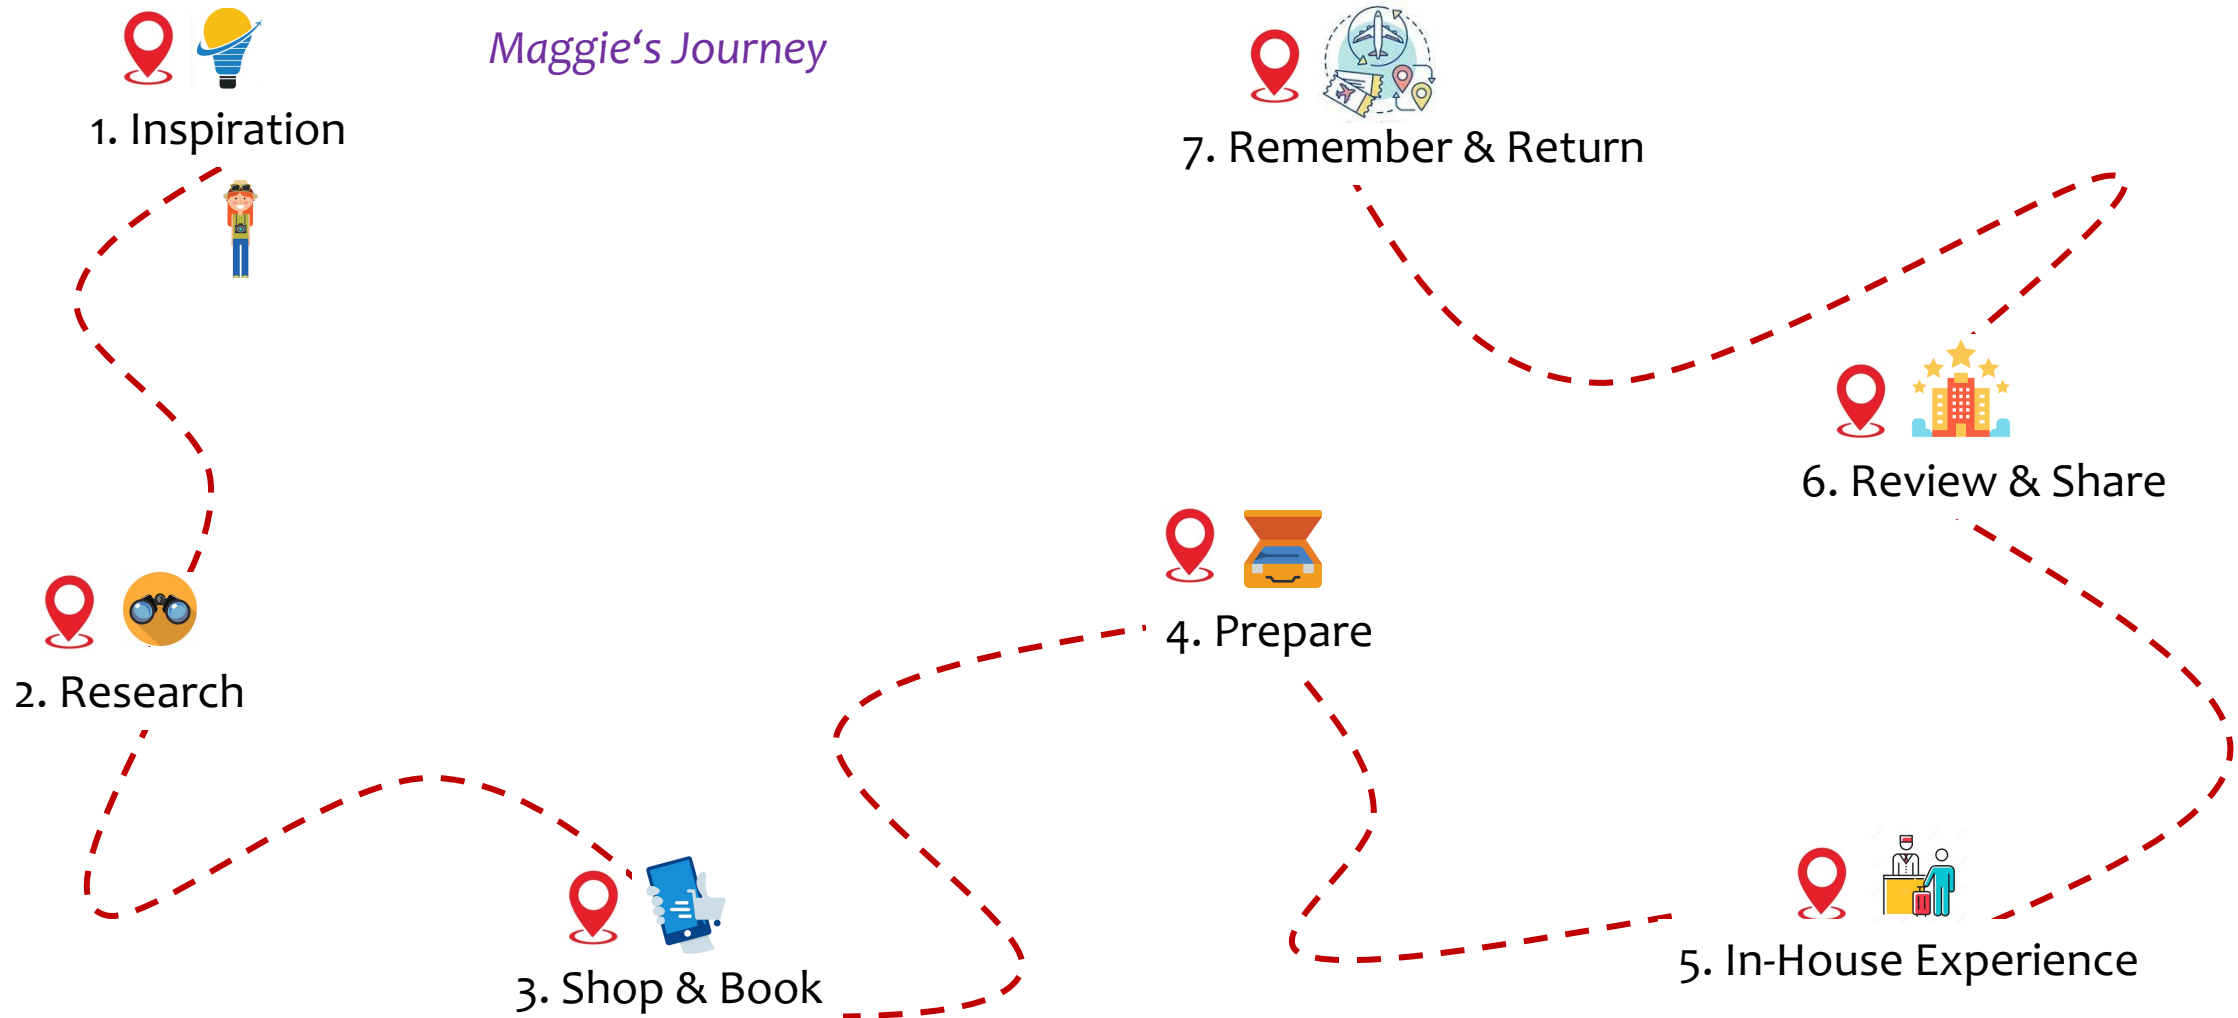 Maggie‘s Journey
1. Inspiration
2. Research
3. Shop & Book
4. Prepare
5. In-House Experience
6. Review & Share
7. Remember & Return